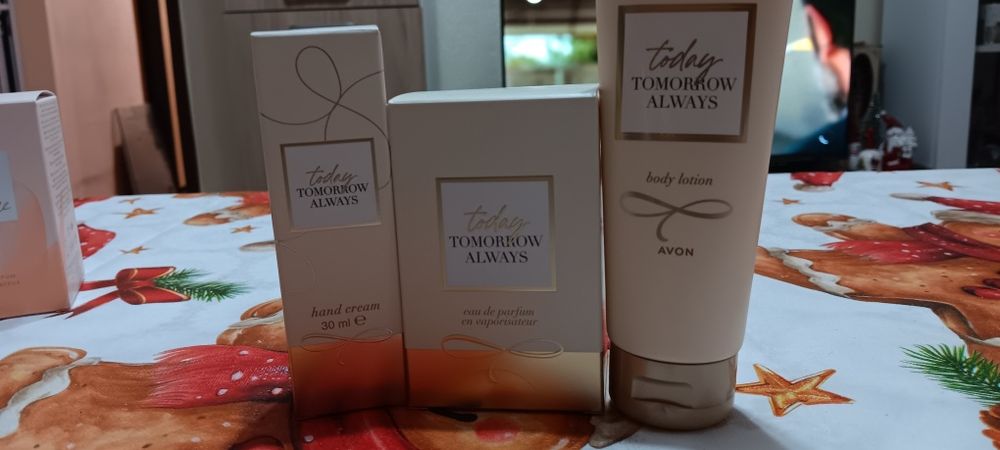 today
TOMORROW
ALWAYS
hand cream
30 ml e
today
TOMORROW
ALWAYS
eau de parfum
en vaporisateur
today
TOMORROW
ALWAYS
body lotion
AVON